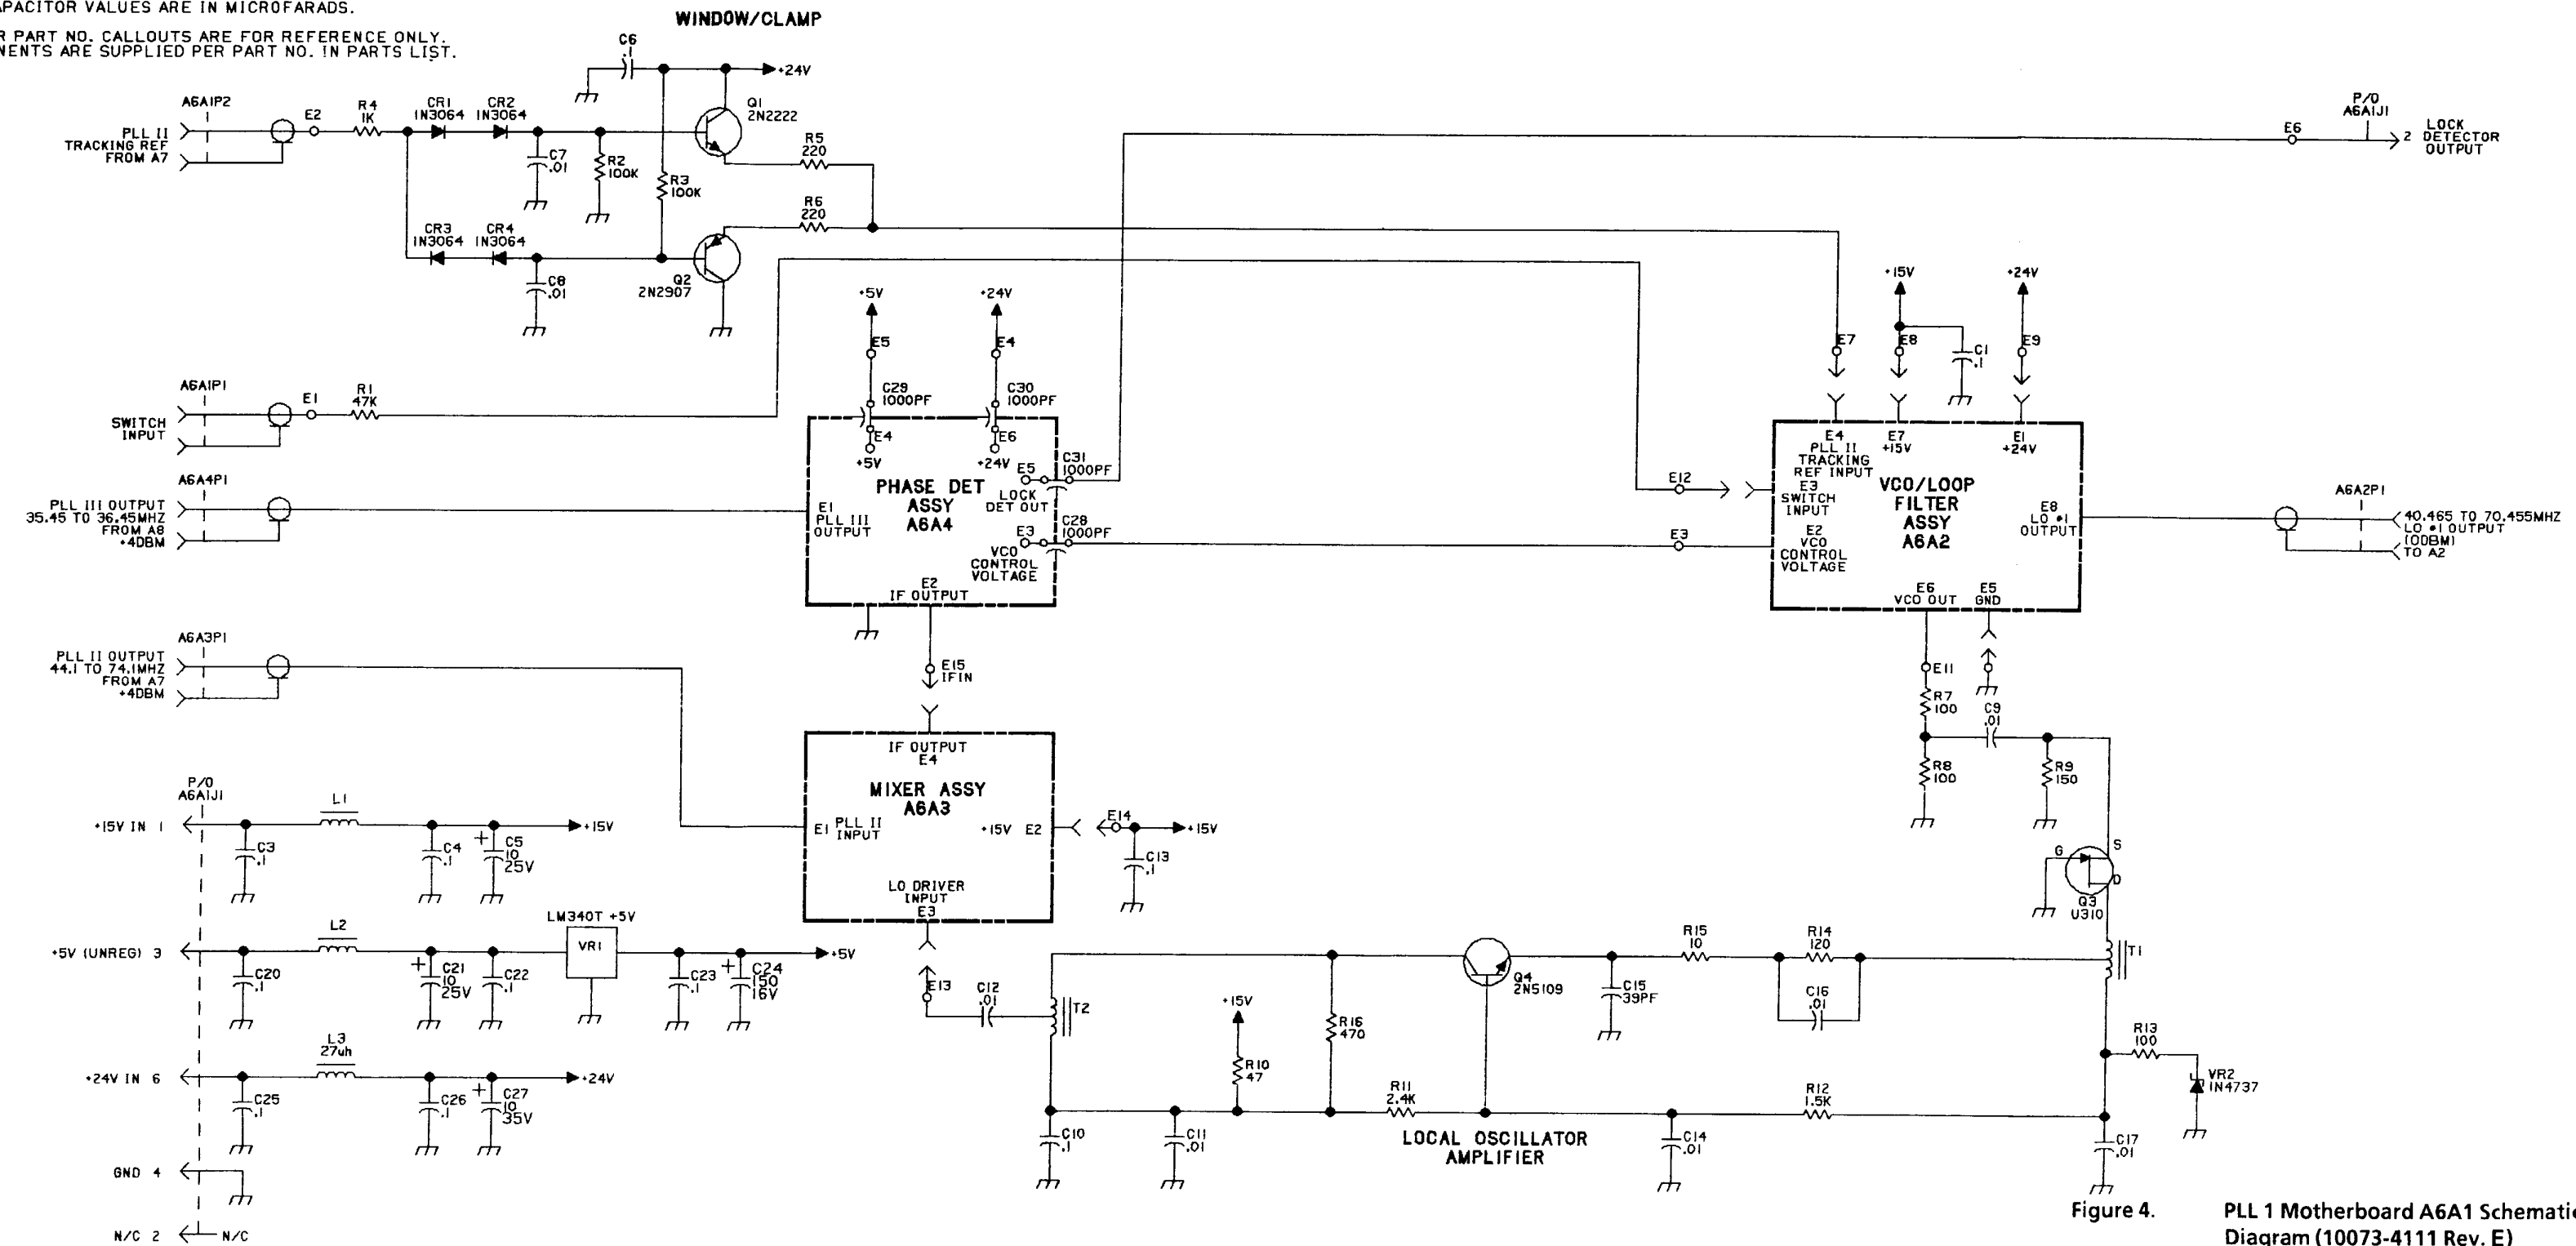 APACITOR VALUES ARE IN MICROFARADS.
R PART NO. CALLOUTS ARE FOR REFERENCE ONLY.
NENTS ARE SUPPLIED PER PART NO. IN PARTS LIST.
WINDOW/CLAMP
C6
.1
+24V
A6A1P2
E2
R4
1K
CR1
1N3064
CR2
1N3064
Q1
2N2222
PLL II
TRACKING REF
FROM A7
C7
.01
R2
100K
R3
100K
R5
220
R6
220
CR3
1N3064
CR4
1N3064
C8
.01
Q2
2N2907
E6
P/O
A6A1J1
2
LOCK
DETECTOR
OUTPUT
+5V
+24V
E5
E4
C29
1000PF
C30
1000PF
+15V
+24V
E7
E8
C1
.1
E9
A6A1P1
SWITCH
INPUT
E1
R1
47K
A6A4P1
PLL III OUTPUT
35.45 TO 36.45MHZ
FROM A8
+4DBM
E4
+5V
E6
+24V
C31
1000PF
E5
LOCK
DET OUT
PHASE DET
ASSY
A6A4
E1
PLL III
OUTPUT
E3
C28
1000PF
VCO
CONTROL
VOLTAGE
E2
IF OUTPUT
E12
E3
E4
PLL II
TRACKING
REF INPUT
E7
+15V
E1
+24V
E3
SWITCH
INPUT
E2
VCO
CONTROL
VOLTAGE
VCO/LOOP
FILTER
ASSY
A6A2
E8
LO #1
OUTPUT
E6
VCO OUT
E5
GND
A6A2P1
40.465 TO 70.455MHZ
LO #1 OUTPUT
(0DBM)
TO A2
A6A3P1
PLL II OUTPUT
44.1 TO 74.1MHZ
FROM A7
+4DBM
E15
IFIN
E11
R7
100
C9
.01
R8
100
R9
150
IF OUTPUT
E4
MIXER ASSY
A6A3
E1
PLL II
INPUT
+15V E2
E14
+15V
C13
.1
LO DRIVER
INPUT
E3
P/O
A6A1J1
+15V IN 1
L1
+15V
C3
.1
C4
.1
+
C5
10
25V
G
S
D
Q3
U310
+5V (UNREG) 3
L2
LM340T +5V
VR1
+5V
C20
.1
+
C21
10
25V
C22
.1
C23
.1
+
C24
150
16V
E13
C12
.01
T2
+15V
R10
47
R16
470
Q4
2N5109
C15
39PF
R15
10
R14
120
C16
.01
T1
R13
100
VR2
1N4737
+24V IN 6
L3
27uh
+24V
C25
.1
C26
.1
+
C27
10
35V
R11
2.4K
R12
1.5K
C10
.1
C11
.01
LOCAL OSCILLATOR
AMPLIFIER
C14
.01
C17
.01
GND 4
N/C 2
N/C
Figure 4.
PLL 1 Motherboard A6A1 Schemati
Diagram (10073-4111 Rev. E)